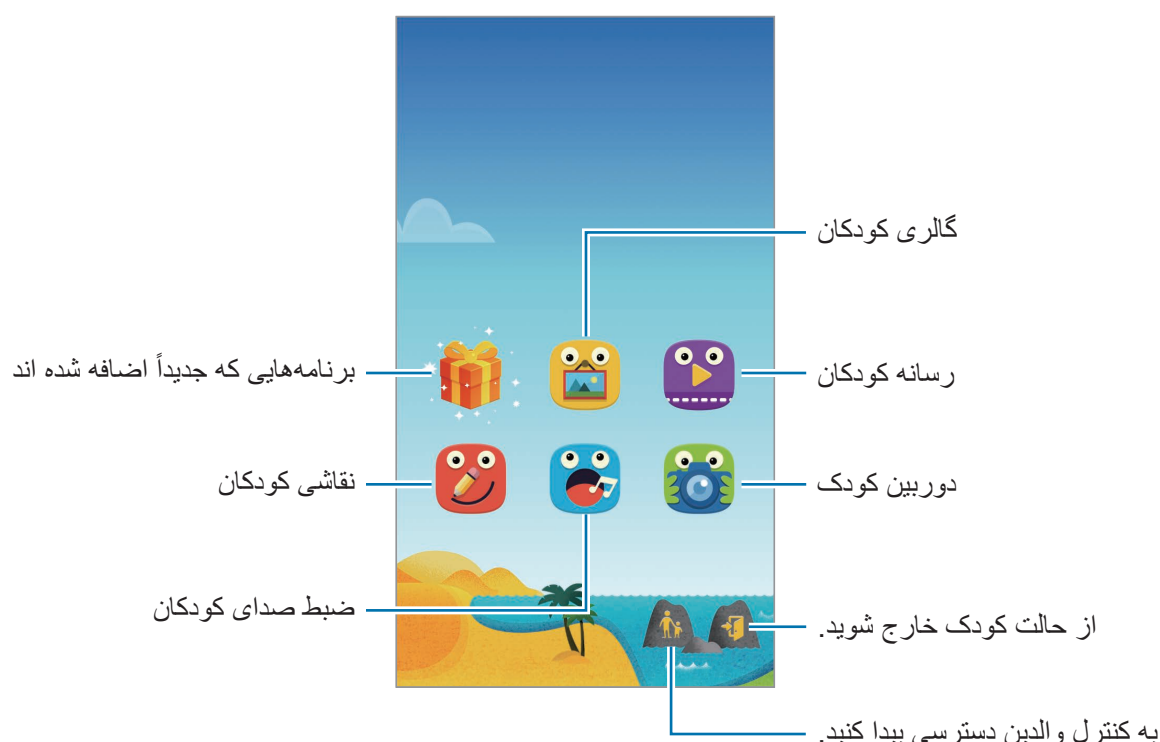 گالری کودکان
برنامه‌هایی که جدیداً اضافه شده اند
رسانه کودکان
نقاشی کودکان
دوربین کودک
ضبط صدای کودکان
از حالت کودک خارج شوید.
به کنترل والدین دسترسی پیدا کنید.